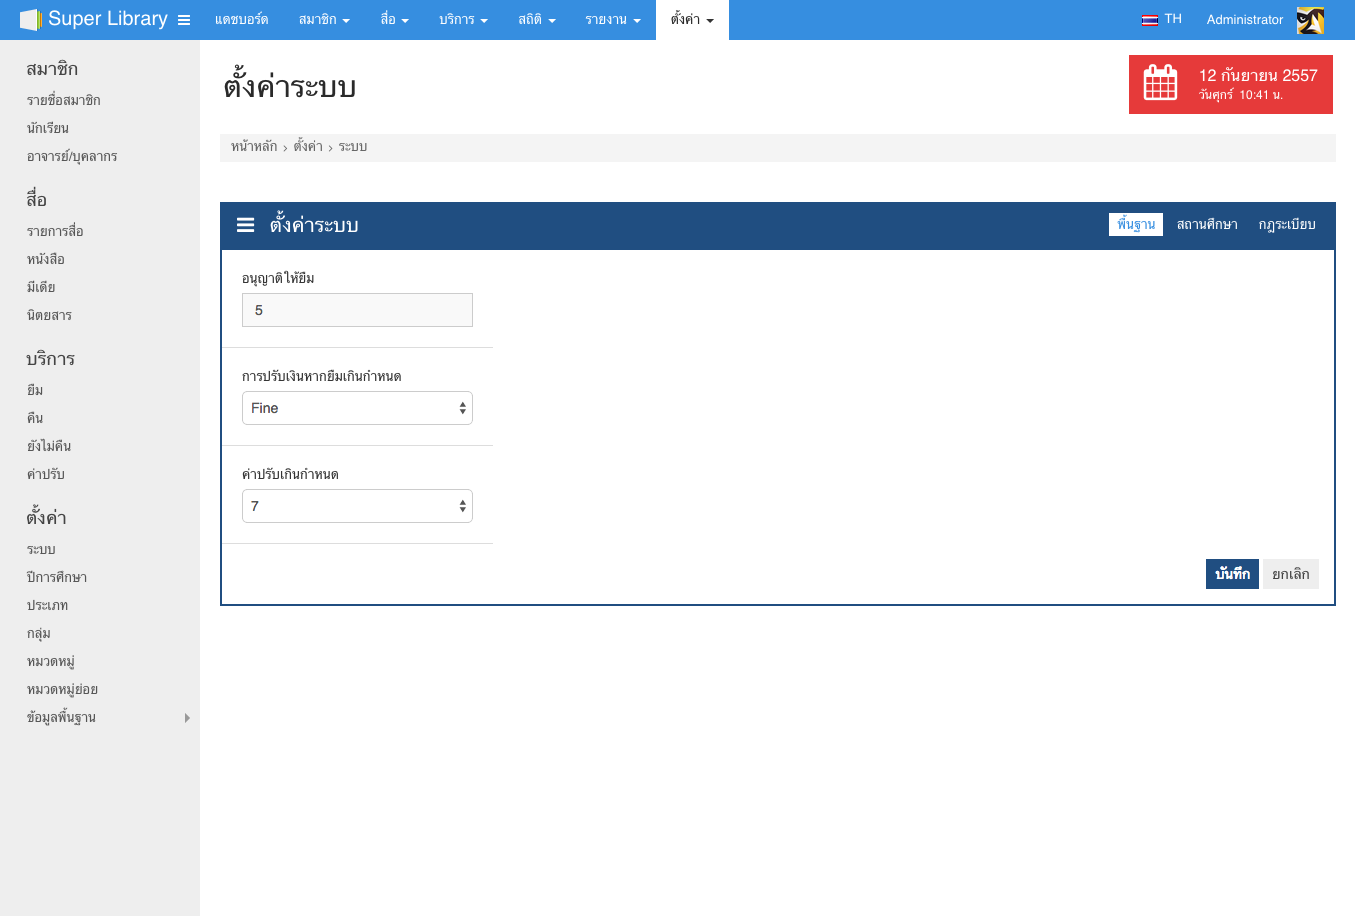 Super Library
แดชบอร์ด
สมาชิก
สื่อ
บริการ
สถิติ
รายงาน
ตั้งค่า
TH
Administrator
สมาชิก
รายชื่อสมาชิก
นักเรียน
อาจารย์/บุคลากร
สื่อ
รายการสื่อ
หนังสือ
มีเดีย
นิตยสาร
บริการ
ยืม
คืน
ยังไม่คืน
ค่าปรับ
ตั้งค่า
ระบบ
ปีการศึกษา
ประเภท
กลุ่ม
หมวดหมู่
หมวดหมู่ย่อย
ข้อมูลพื้นฐาน
ตั้งค่าระบบ
12 กันยายน 2557
วันศุกร์ 10:41 น.
หน้าหลัก › ตั้งค่า › ระบบ
ตั้งค่าระบบ
พื้นฐาน
สถานศึกษา
กฎระเบียบ
อนุญาติให้ยืม
5
การปรับเงินหากยืมเกินกำหนด
Fine
ค่าปรับเกินกำหนด
7
บันทึก
ยกเลิก